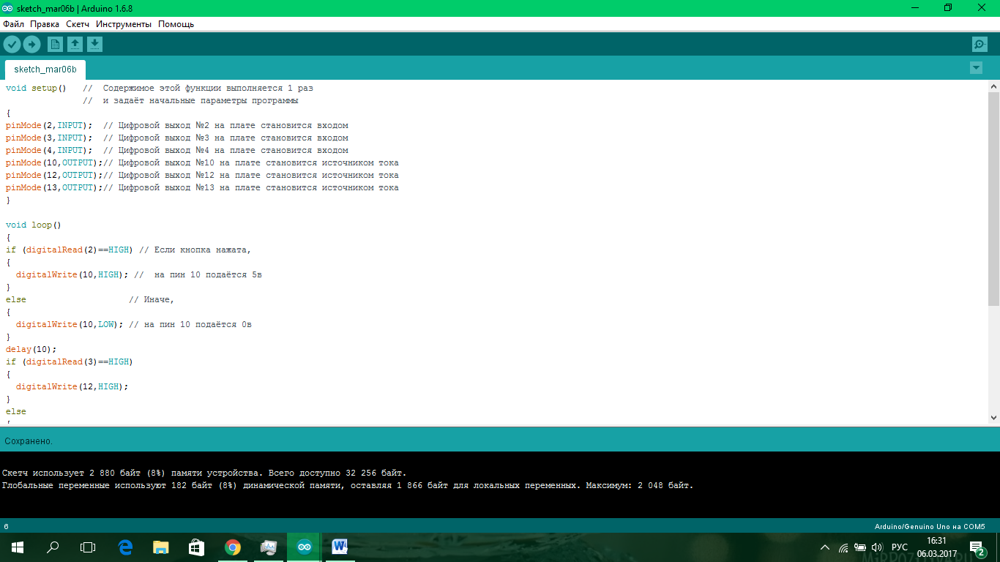 sketch_mar06b | Arduino 1.6.8
Файл Правка Скетч Инструменты Помощь
sketch_mar06b
void setup()   //  Содержимое этой функции выполняется 1 раз
               //  и задаёт начальные параметры программы
{
pinMode(2,INPUT);  // Цифровой выход №2 на плате становится входом
pinMode(3,INPUT);  // Цифровой выход №3 на плате становится входом
pinMode(4,INPUT);  // Цифровой выход №4 на плате становится входом
pinMode(10,OUTPUT);// Цифровой выход №10 на плате становится источником тока
pinMode(12,OUTPUT);// Цифровой выход №12 на плате становится источником тока
pinMode(13,OUTPUT);// Цифровой выход №13 на плате становится источником тока
}
void loop()
{
if (digitalRead(2)==HIGH) // Если кнопка нажата,
{
  digitalWrite(10,HIGH); //  на пин 10 подаётся 5в
}
else                    // Иначе,
{
  digitalWrite(10,LOW); // на пин 10 подаётся 0в
}
delay(10);
if (digitalRead(3)==HIGH)
{
  digitalWrite(12,HIGH);
}
else
{
Сохранено.
Скетч использует 2 880 байт (8%) памяти устройства. Всего доступно 32 256 байт.
Глобальные переменные используют 182 байт (8%) динамической памяти, оставляя 1 866 байт для локальных переменных. Максимум: 2 048 байт.
6 Arduino/Genuino Uno на COM5
РУС
16:31
06.03.2017
2